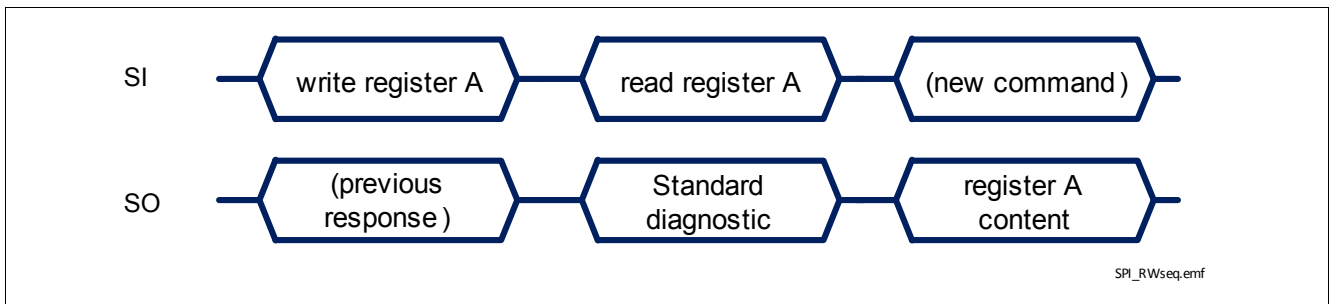 SI
write register A
read register A
(new command)
SO
(previous
response)
Standard
diagnostic
register A
content
SPI_RWseq.emf